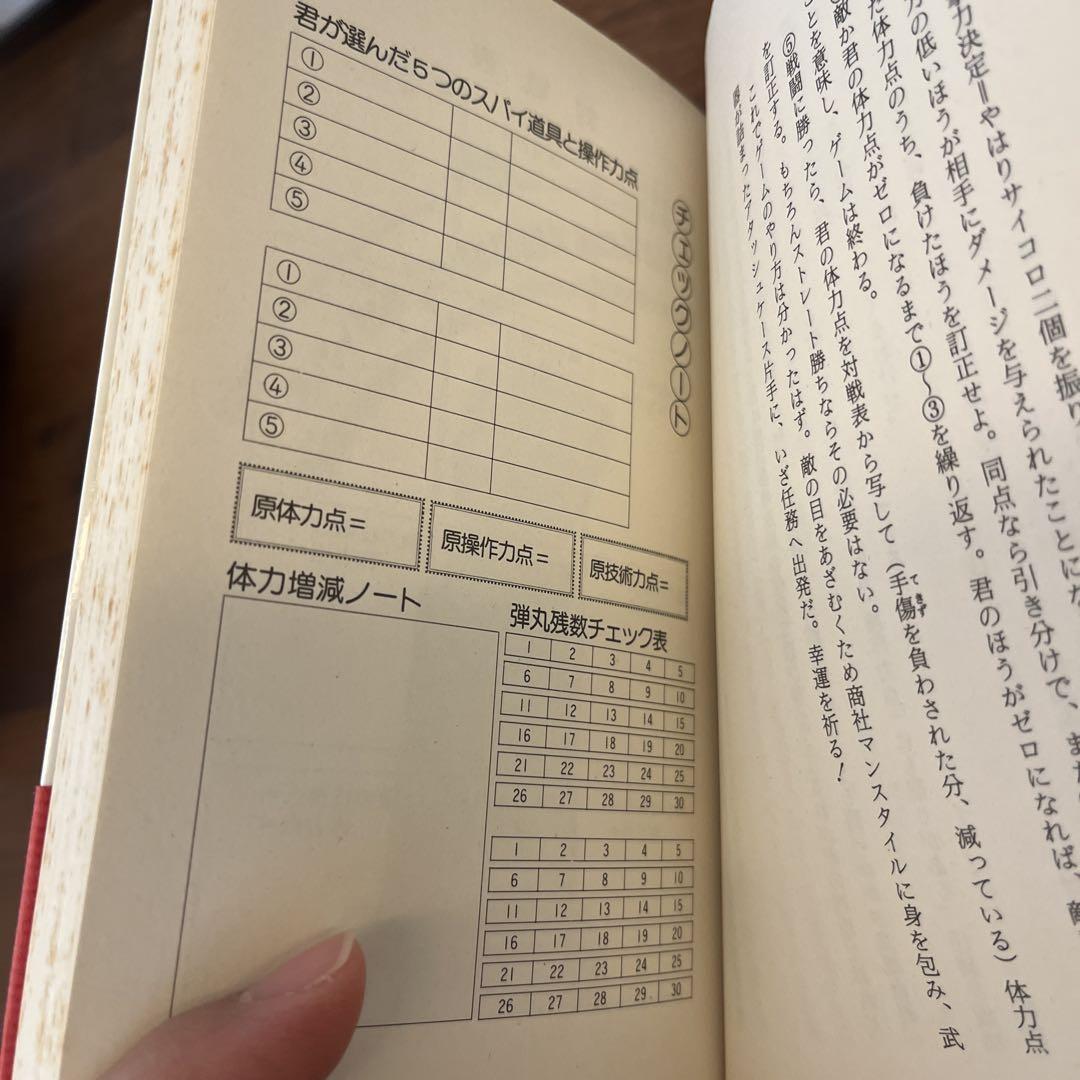 力決定―やはりサイコロ二個を振り
の低いほうが相手にダメージを与えられたことにな
た体力点のうち、負けたほうを訂正せよ。同点なら引き分けで、また
敵か君の体力点がゼロになるまで①～③を繰り返す。君のほうがゼロになれば、敵
ことを意味し、ゲームは終わる。
⑤戦闘に勝ったら、君の体力点を対戦表から写して（手傷を負わされた分、減っている）体力点
を訂正する。もちろんストレート勝ちならその必要はない。
これでゲームのやり方は分かったはず。敵の目をあざむくため商社マンスタイルに身を包み、武
器が詰まったアタッシュケース片手に、いざ任務へ出発だ。幸運を祈る！
チェックノート
君が選んだ5つのスパイ道具と操作力点
①
②
③
④
⑤
①
②
③
④
⑤
原体力点＝
原操作力点＝
原技術力点＝
体力増減ノート
弾丸残数チェック表
1 2 3 4 5
6 7 8 9 10
11 12 13 14 15
16 17 18 19 20
21 22 23 24 25
26 27 28 29 30
1 2 3 4 5
6 7 8 9 10
11 12 13 14 15
16 17 18 19 20
21 22 23 24 25
26 27 28 29 30